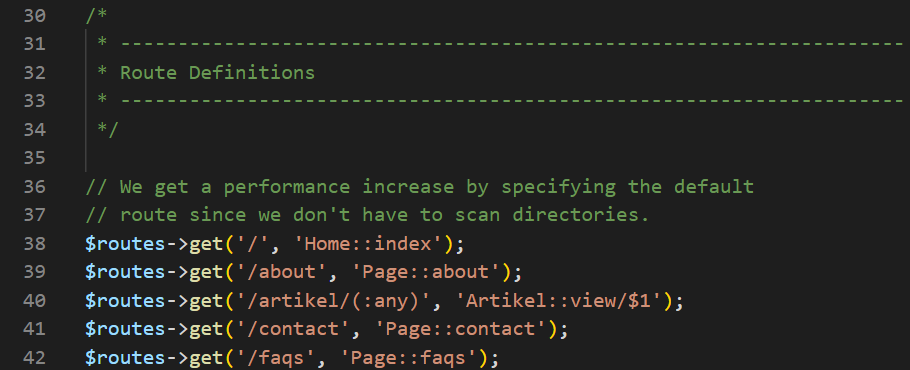 30 /*
31 * --------------------------------------------------------------------
32 * Route Definitions
33 * --------------------------------------------------------------------
34 */
35
36 // We get a performance increase by specifying the default
37 // route since we don't have to scan directories.
38 $routes->get('/', 'Home::index');
39 $routes->get('/about', 'Page::about');
40 $routes->get('/artikel/(:any)', 'Artikel::view/$1');
41 $routes->get('/contact', 'Page::contact');
42 $routes->get('/faqs', 'Page::faqs');